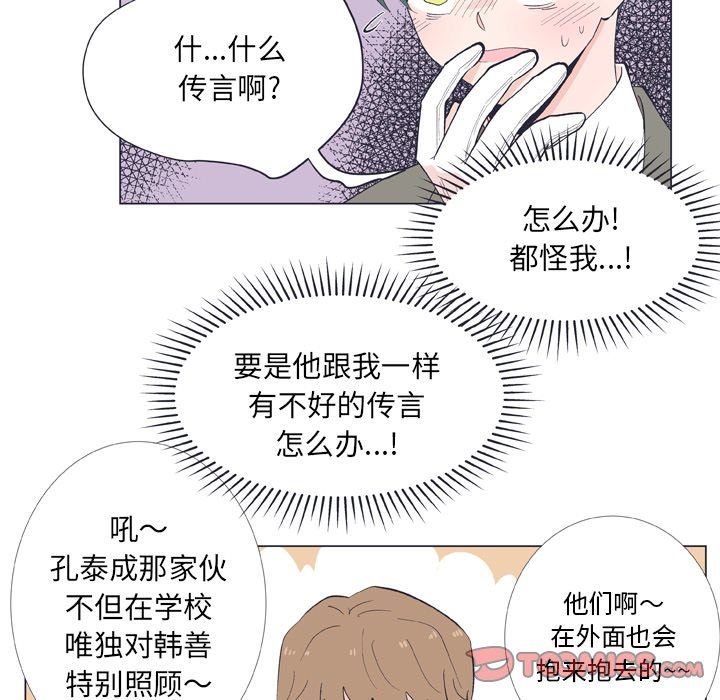 什...什么
传言啊?
怎么办!
都怪我...!
要是他跟我一样
有不好的传言
怎么办...!
吼～
孔泰成那家伙
不但在学校
唯独对韩善
特别照顾～
他们啊～
在外面也会
抱来抱去的~~
TOOMICS.COM